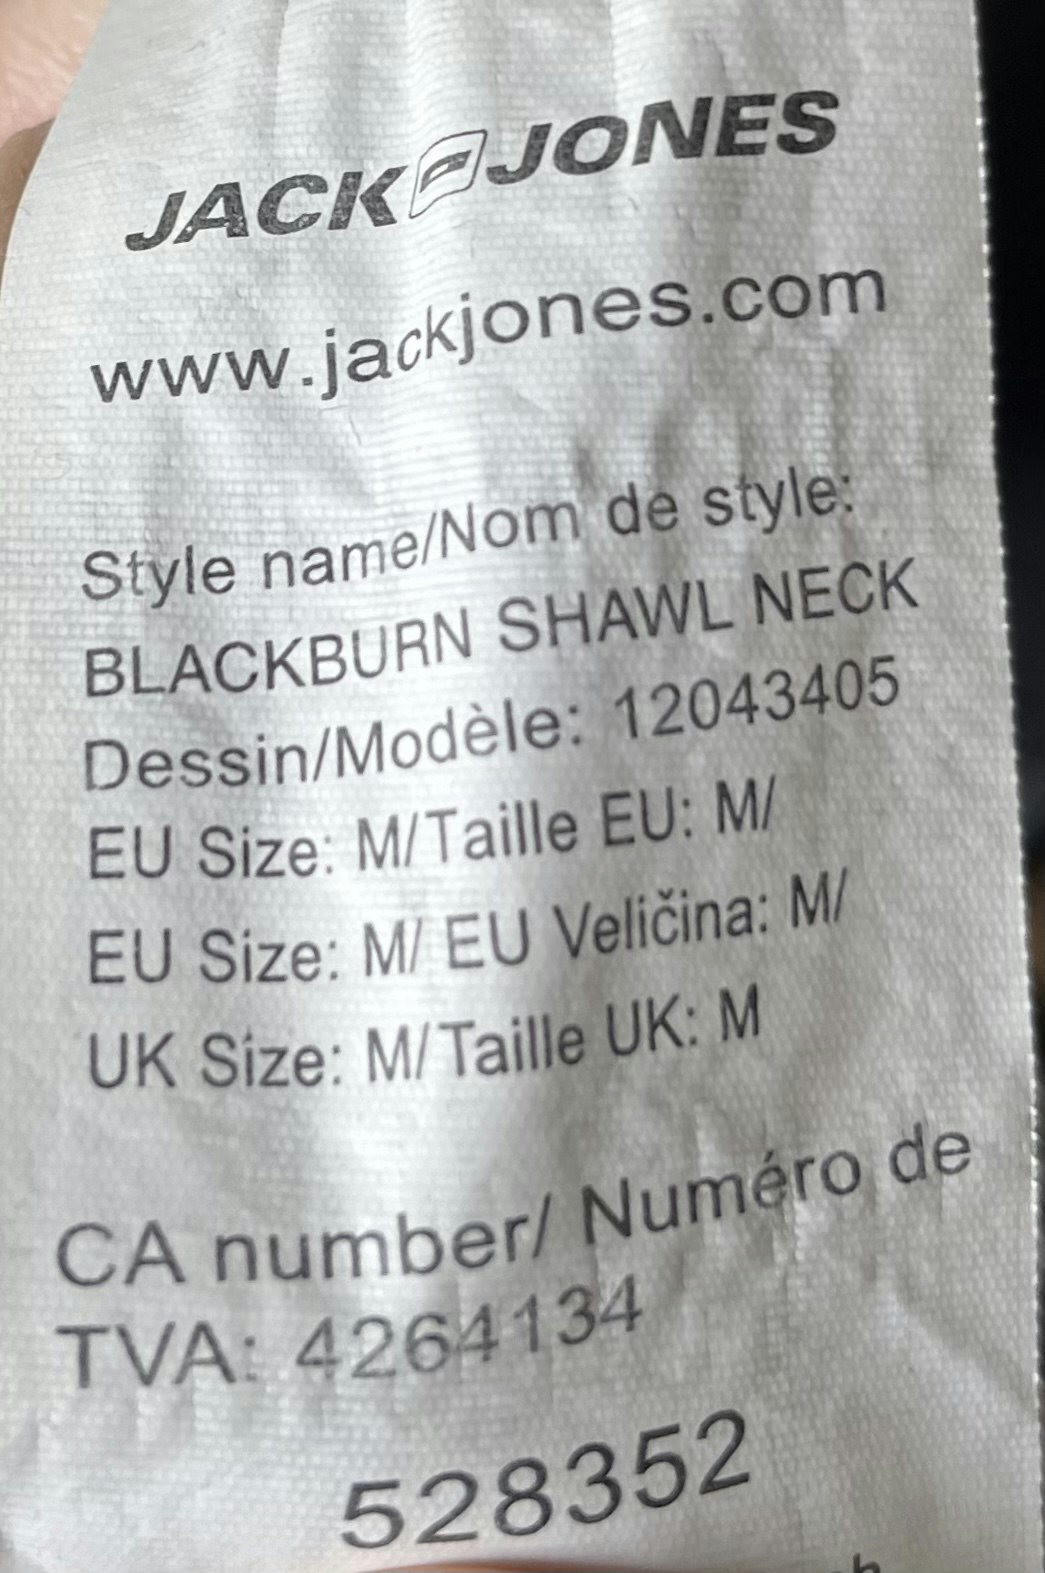 JACK JONES
www.jackjones.com
Style name/Nom de style:
BLACKBURN SHAWL NECK
Dessin/Modèle: 12043405
EU Size: M/Taille EU: M/
EU Size: M/ EU Veličina: M/
UK Size: M/Taille UK: M
CA number/ Numéro de
TVA: 4264134
528352